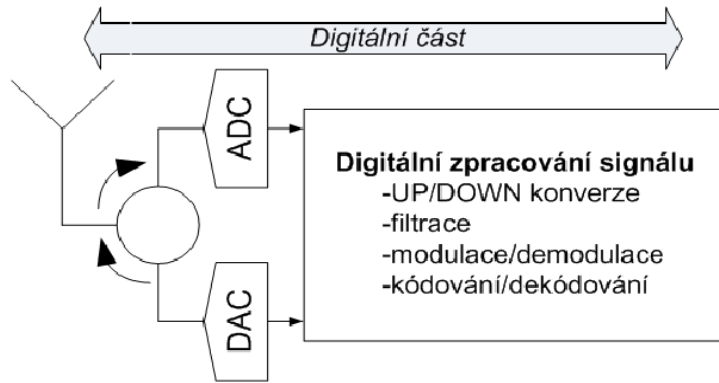 Digitální část
ADC
Digitální zpracování signálu
-UP/DOWN konverze
-filtrace
-modulace/demodulace
-kódování/dekódování
DAC